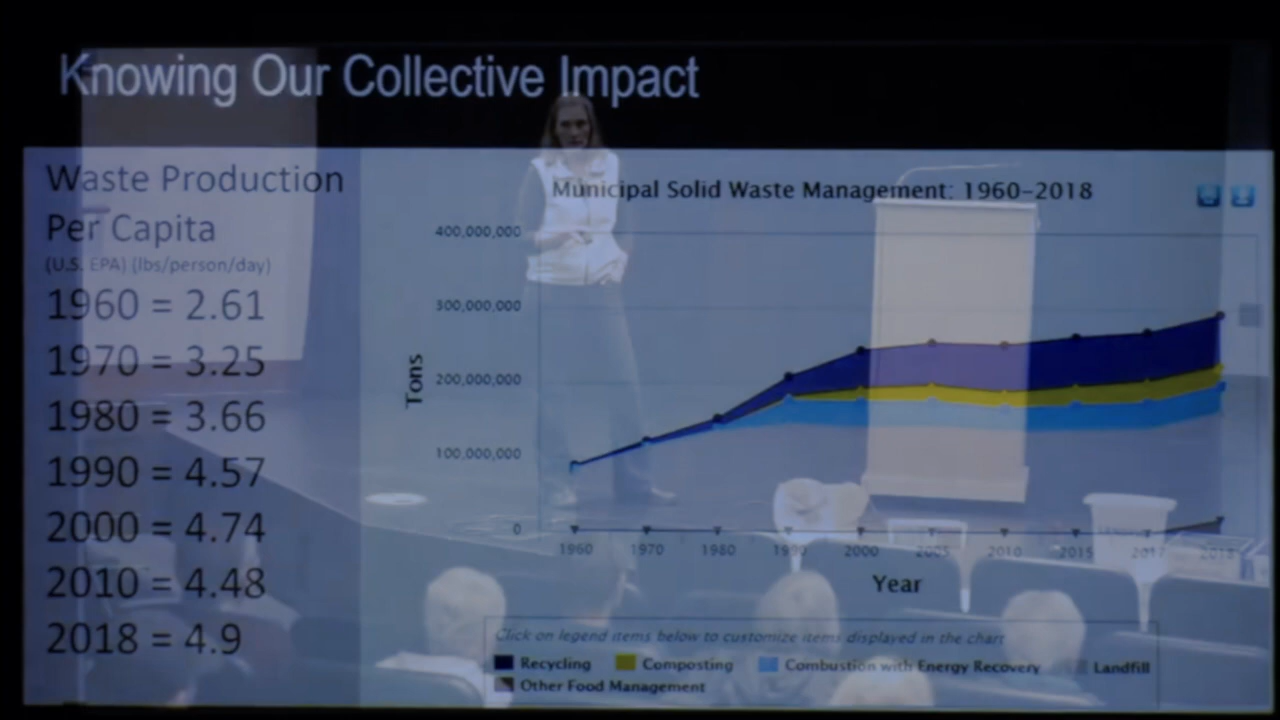 Knowing Our Collective Impact
Waste Production
Per Capita
(U.S. EPA) (lbs/person/day)
1960 = 2.61
1970 = 3.25
1980 = 3.66
1990 = 4.57
2000 = 4.74
2010 = 4.48
2018 = 4.9
Municipal Solid Waste Management: 1960-2018
400,000,000
300,000,000
200,000,000
100,000,000
0
Tons
1960 1970 1980 1990 2000 2005 2010 2015 2017 2018
Year
Click on legend items below to customize items displayed in the chart
Recycling Composting Combustion with Energy Recovery Landfill
Other Food Management